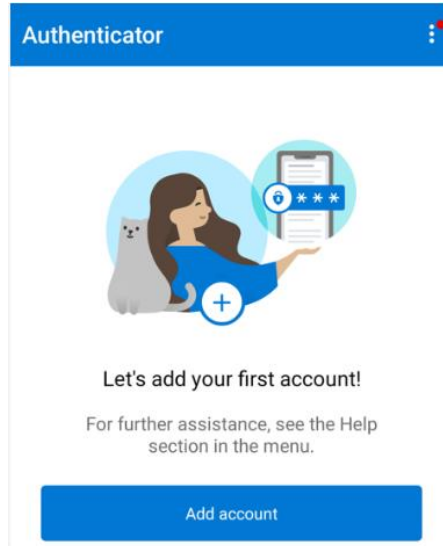 Authenticator
* * *
Let's add your first account!
For further assistance, see the Help
section in the menu.
Add account